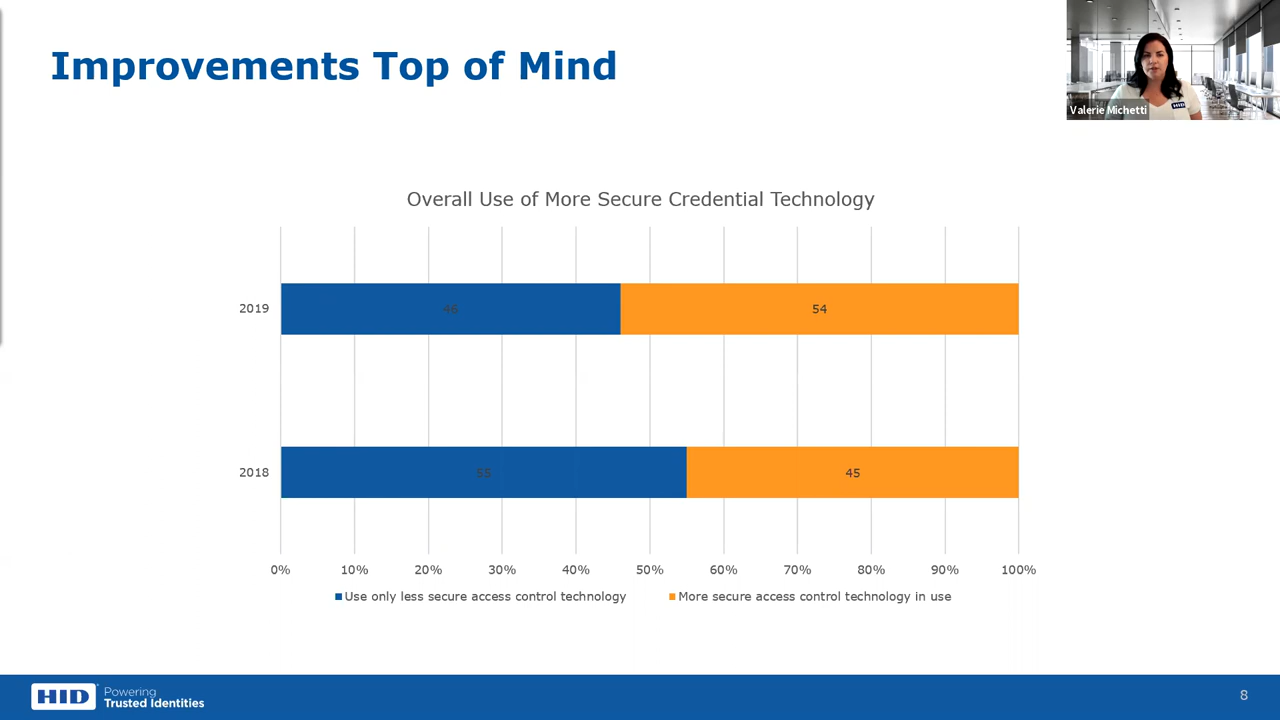 Improvements Top of Mind
Valerie Michetti
HID
Overall Use of More Secure Credential Technology
2019
46
54
2018
55
45
0% 10% 20% 30% 40% 50% 60% 70% 80% 90% 100%
Use only less secure access control technology
More secure access control technology in use
HID
Powering
Trusted Identities
8